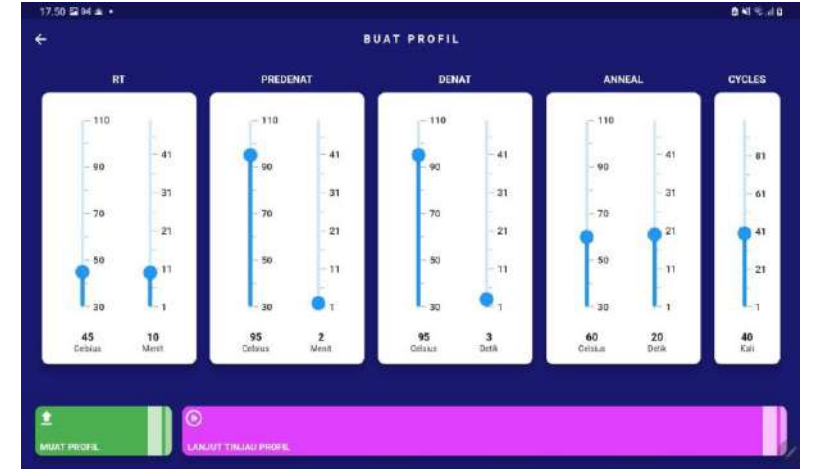 17.50
BUAT PROFIL
RT PREDENAT DENAT ANNEAL CYCLES
110 110 110 110
41 41 41 41 81
90 90 90 90
31 31 31 31 61
70 70 70 70
21 21 21 21 41
50 50 50 50
11 11 11 11 21
30 1 30 1 30 1 30 1 1
45 10 95 2 95 3 60 20 40
Celsius Menit Celsius Menit Celsius Detik Celsius Detik Kali
MUAT PROFIL LANJUT TINJAU PROFIL